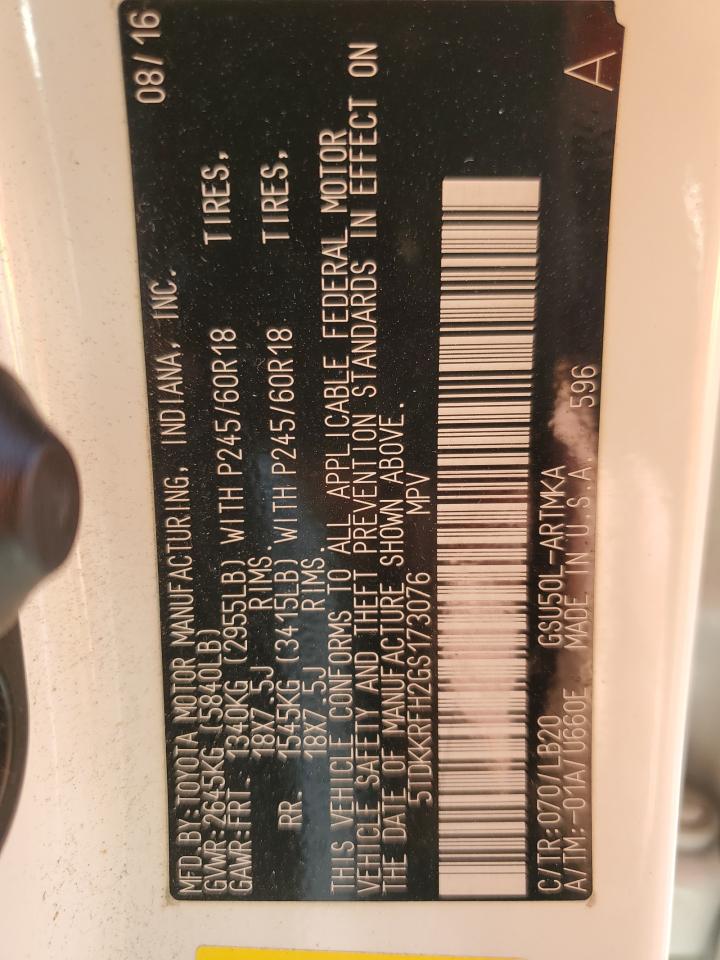 MFD BY:TOYOTA MOTOR MANUFACTURING, INDIANA, INC. 08/16
GVWR:2645KG (5840LB)
GAWR:FRT. 1340KG (2955LB) WITH P245/60R18 TIRES,
18X7.5J RIMS.
RR. 1545KG (3415LB) WITH P245/60R18 TIRES,
18X7.5J RIMS.
THIS VEHICLE CONFORMS TO ALL APPLICABLE FEDERAL MOTOR
VEHICLE SAFETY AND THEFT PREVENTION STANDARDS IN EFFECT ON
THE DATE OF MANUFACTURE SHOWN ABOVE.
5TDKKRFH2GS173076 MPV
C/TR:070/LB20 GSU50L-ARTMKA
A/TM:-01A/U660E MADE IN U.S.A. 596 A